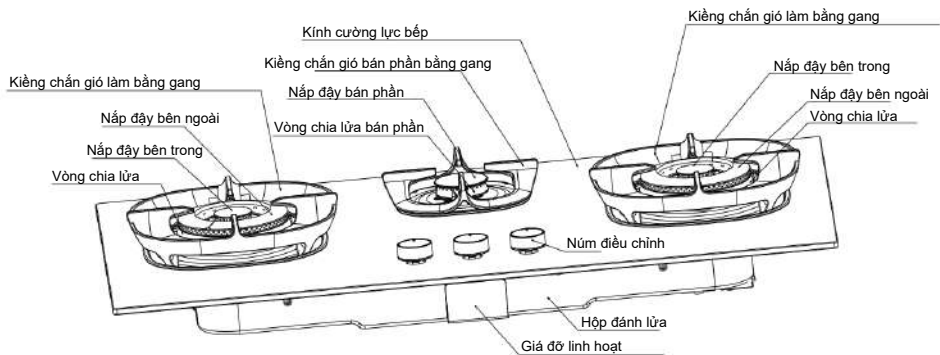 Kiềng chắn gió làm bằng gang
Kính cường lực bếp
Kiềng chắn gió bán phần bằng gang
Nắp đậy bên trong
Kiềng chắn gió làm bằng gang
Nắp đậy bán phần
Nắp đậy bên ngoài
Nắp đậy bên ngoài
Vòng chia lửa bán phần
Vòng chia lửa
Nắp đậy bên trong
Vòng chia lửa
Núm điều chỉnh
Hộp đánh lửa
Giá đỡ linh hoạt